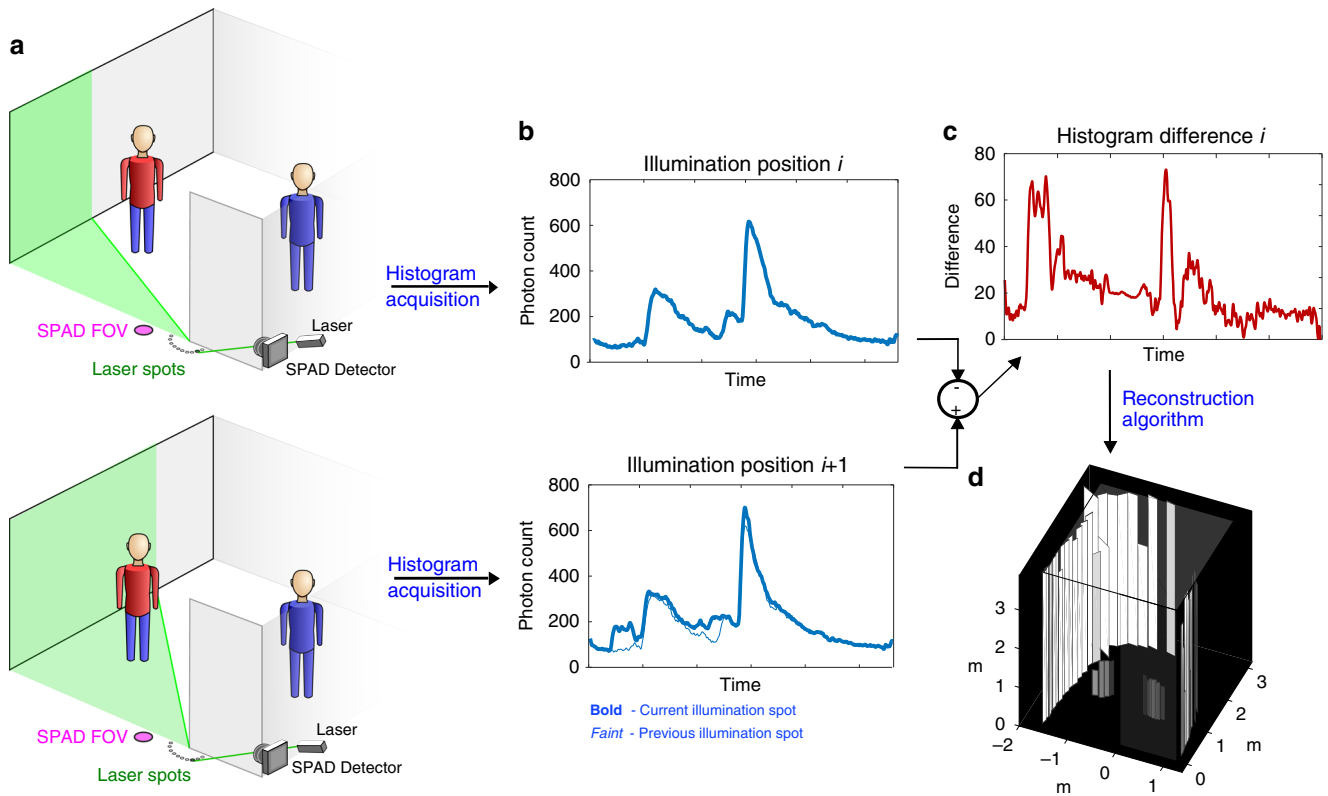 a
SPAD FOV
Laser spots
Laser
SPAD Detector
Histogram
acquisition
SPAD FOV
Laser spots
Laser
SPAD Detector
Histogram
acquisition
b
Illumination position i
800
600
400
200
0
Photon count
Time
Illumination position i+1
800
600
400
200
0
Photon count
Time
Bold - Current illumination spot
Faint - Previous illumination spot
-
+
c
Histogram difference i
80
60
40
20
0
Difference
Time
Reconstruction
algorithm
d
3
2
m
1
0
−2
−1
m
0
1
0
1
m
2
3